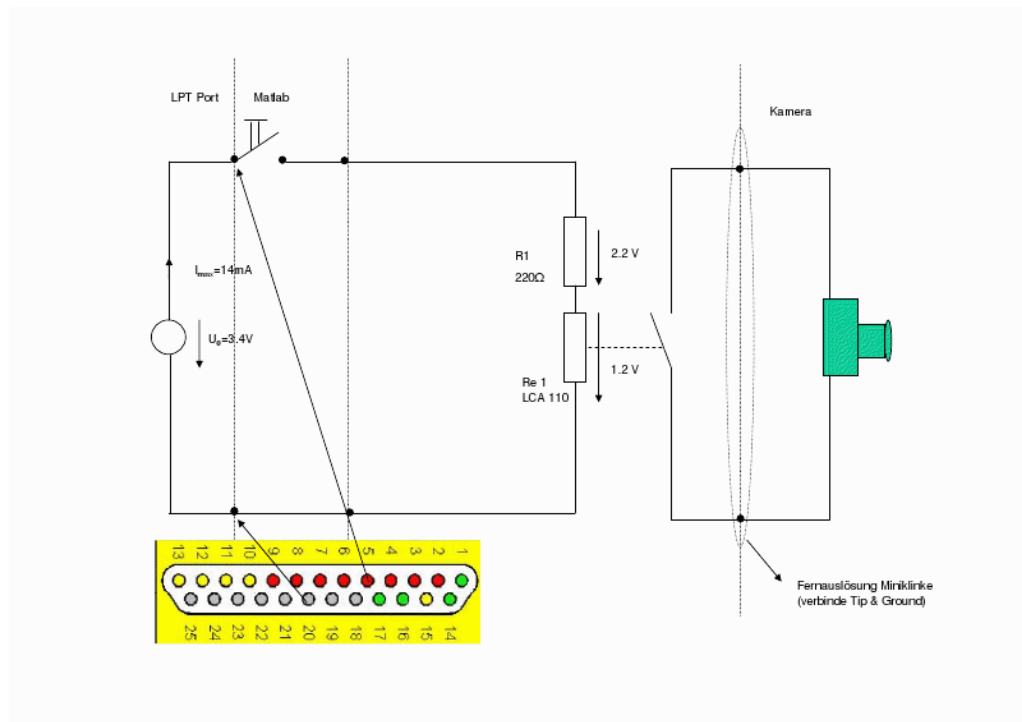 LPT Port
Matlab
Kamera
R1
220Ω
2.2 V
Imax=14mA
U0=3.4V
Re 1
LCA 110
1.2 V
13 12 11 10 9 8 7 6 5 4 3 2 1
25 24 23 22 21 20 19 18 17 16 15 14
Fernauslösung Miniklinke
(verbinde Tip & Ground)